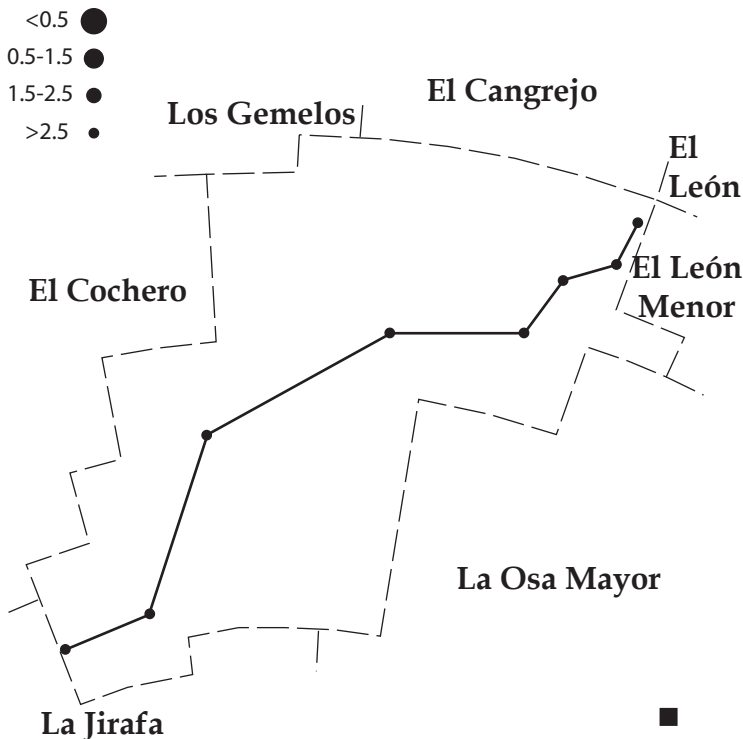 <0.5
0.5-1.5
1.5-2.5
>2.5
El Cangrejo
Los Gemelos
El
León
El Cochero
El León
Menor
La Osa Mayor
La Jirafa